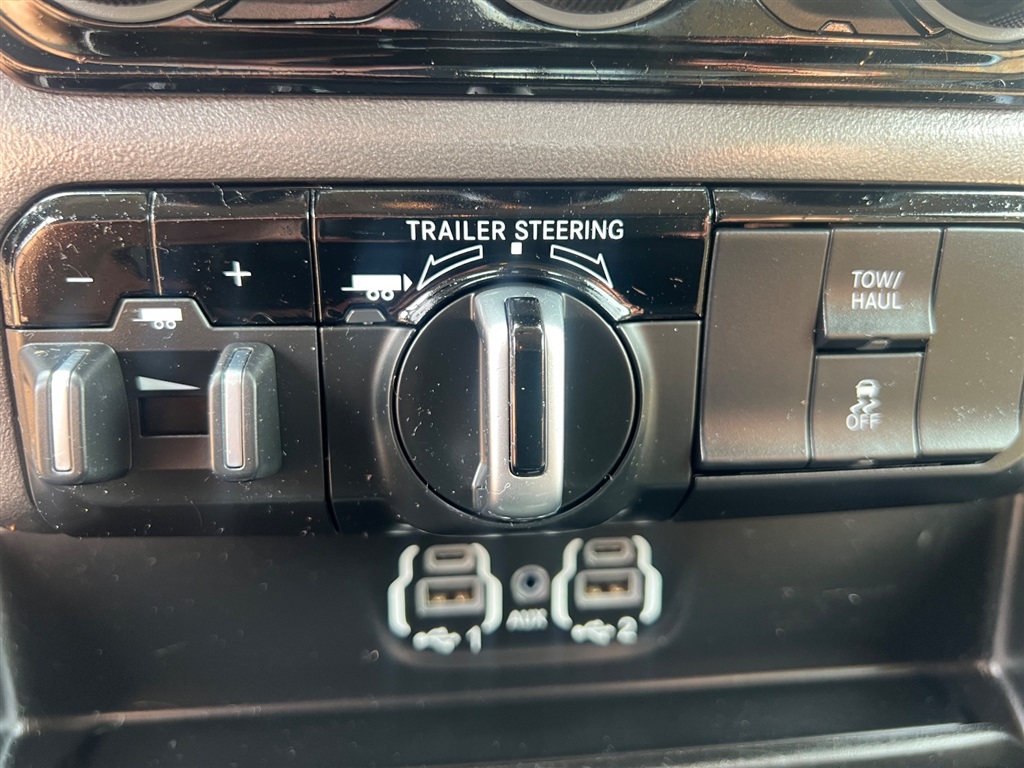 TRAILER STEERING
- +
TOW/
HAUL
OFF
1 AUX 2